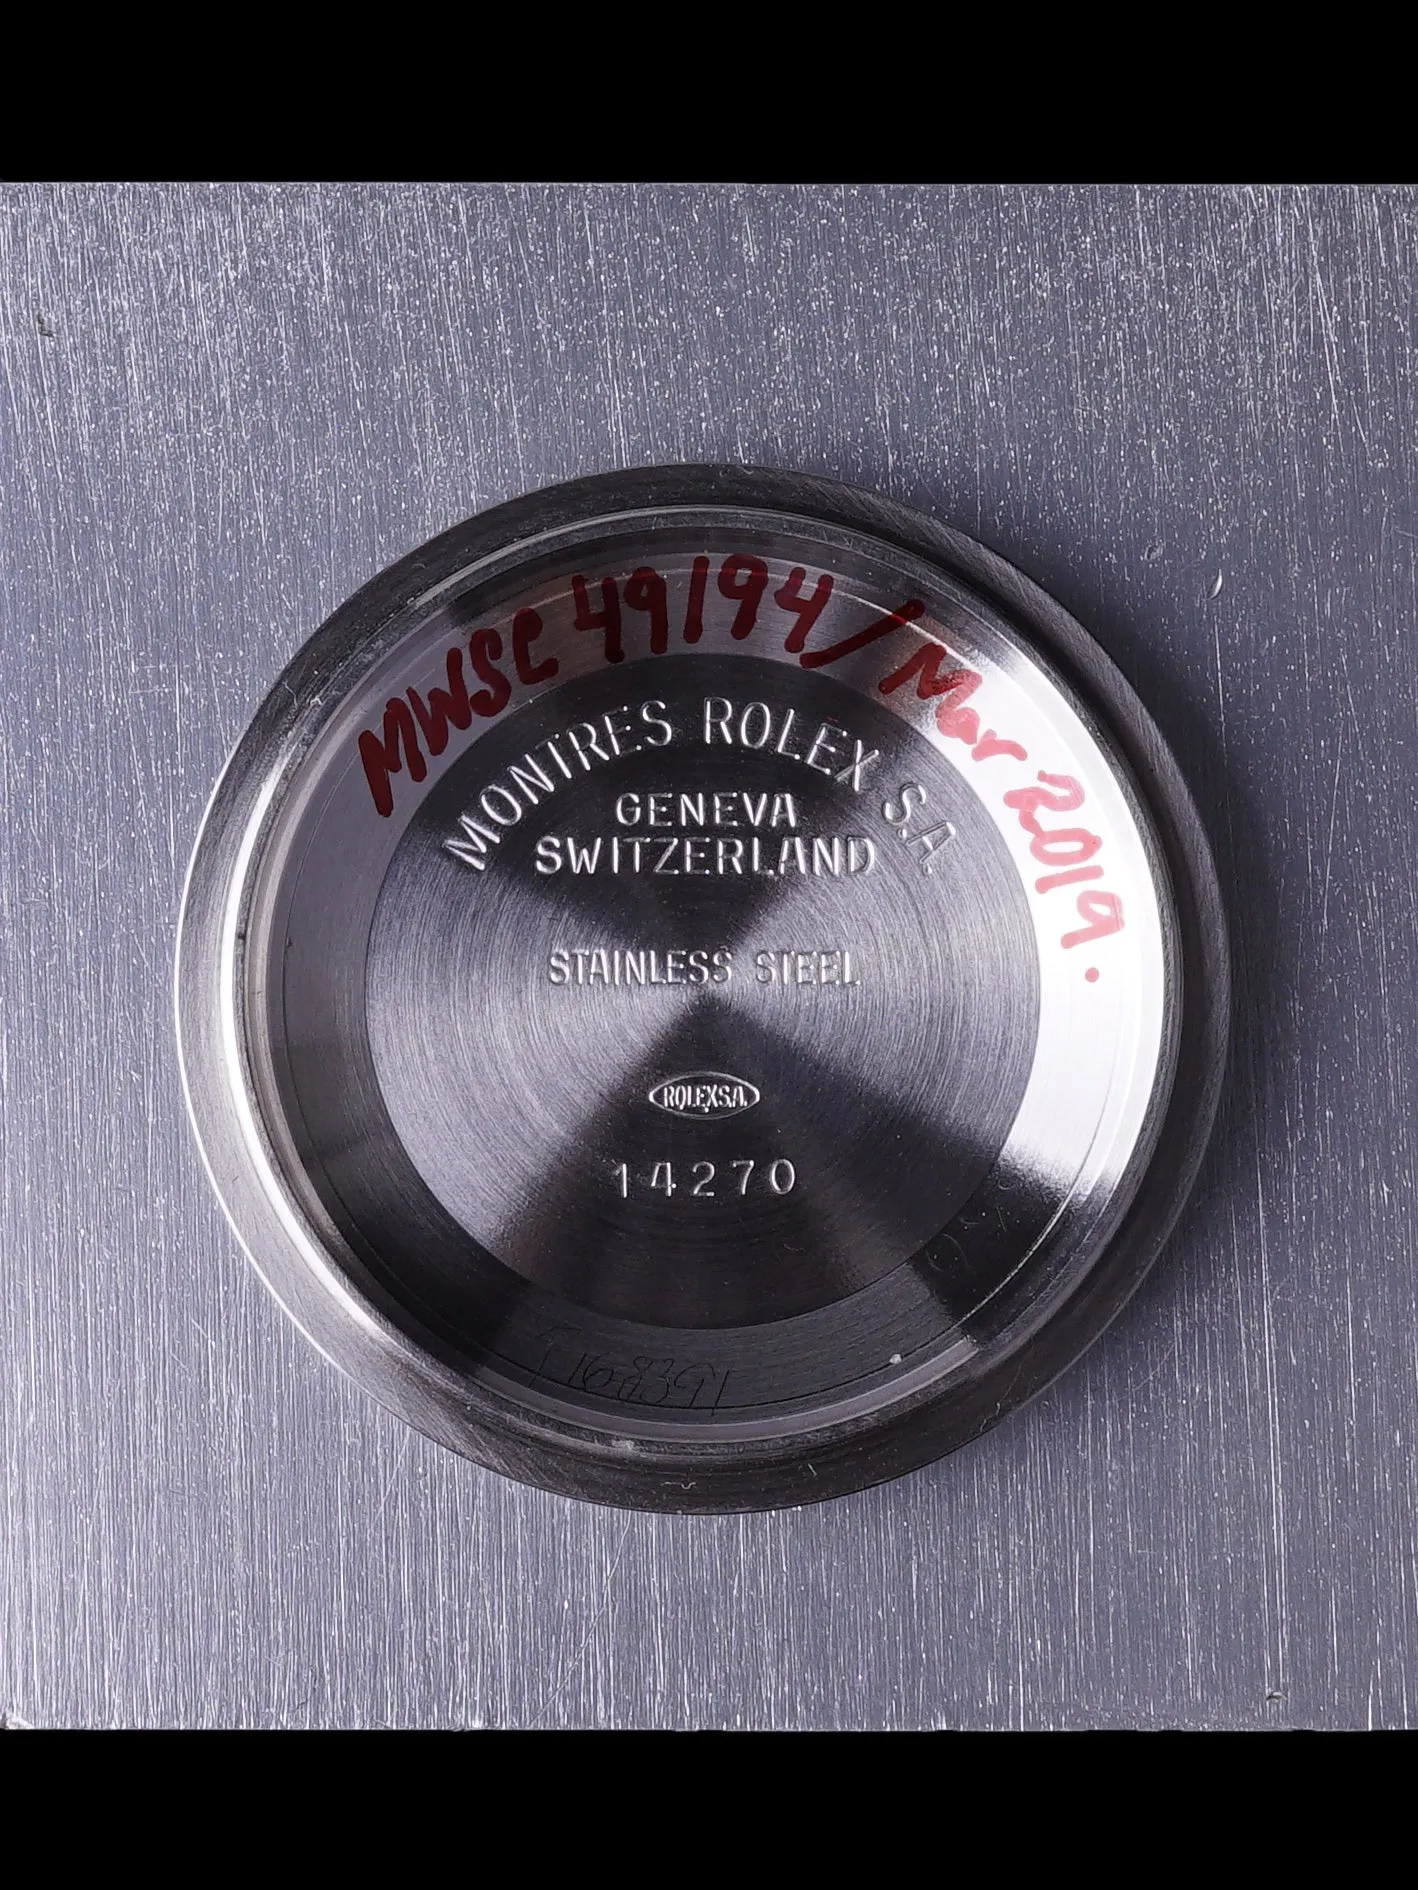 MWSC 49194/Mar 2019.
MONTRES ROLEX S.A.
GENEVA
SWITZERLAND
STAINLESS STEEL
ROLEX S.A.
14270